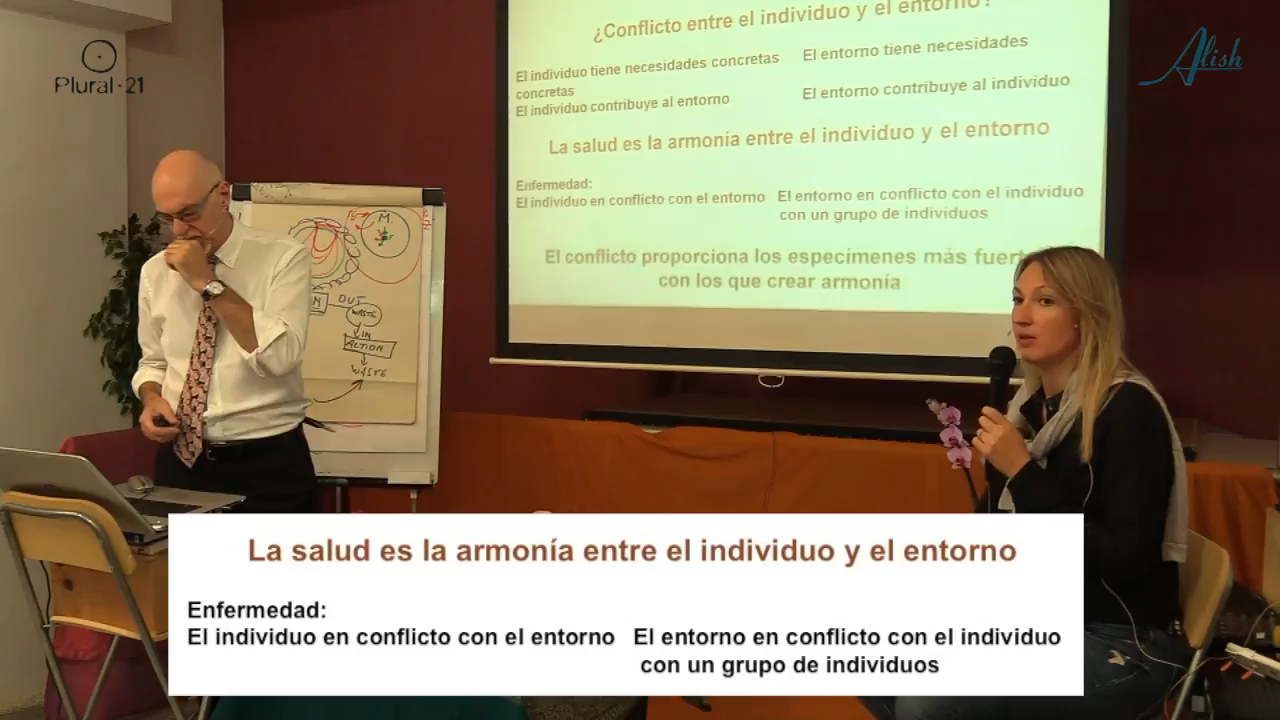 Plural-21
Alish
¿Conflicto entre el individuo y el entorno?
El individuo tiene necesidades concretas
concretas
El individuo contribuye al entorno
El entorno tiene necesidades
El entorno contribuye al individuo
La salud es la armonía entre el individuo y el entorno
Enfermedad:
El individuo en conflicto con el entorno
El entorno en conflicto con el individuo
con un grupo de individuos
El conflicto proporciona los especímenes más
con los que crear armonía
M.
N
OUT
WASTE
IN
ACTION
WASTE
La salud es la armonía entre el individuo y el entorno
Enfermedad:
El individuo en conflicto con el entorno
El entorno en conflicto con el individuo
con un grupo de individuos